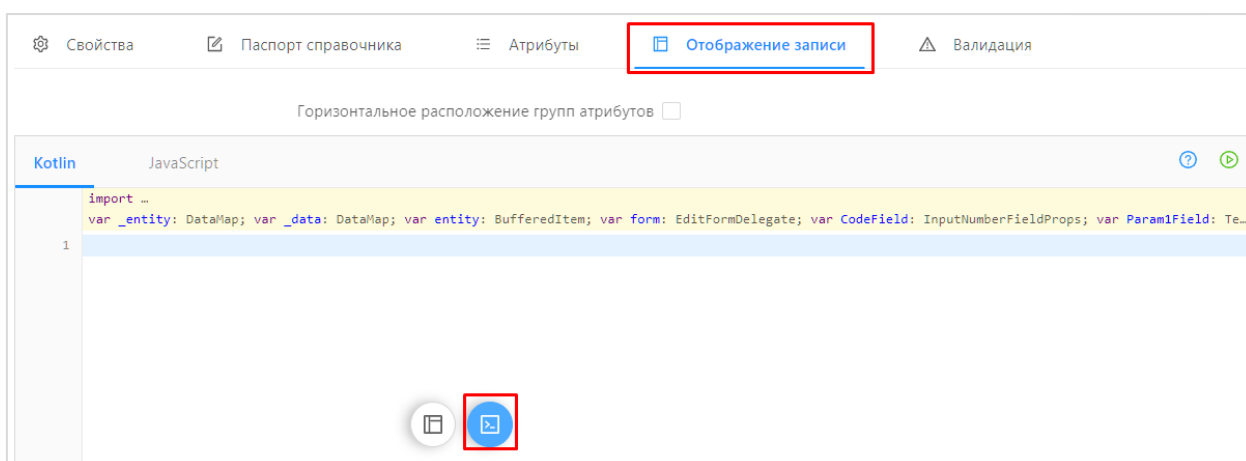 Свойства Паспорт справочника Атрибуты Отображение записи Валидация
Горизонтальное расположение групп атрибутов
Kotlin JavaScript
import …
var _entity: DataMap; var _data: DataMap; var entity: BufferedItem; var form: EditFormDelegate; var CodeField: InputNumberFieldProps; var Param1Field: Te…
1